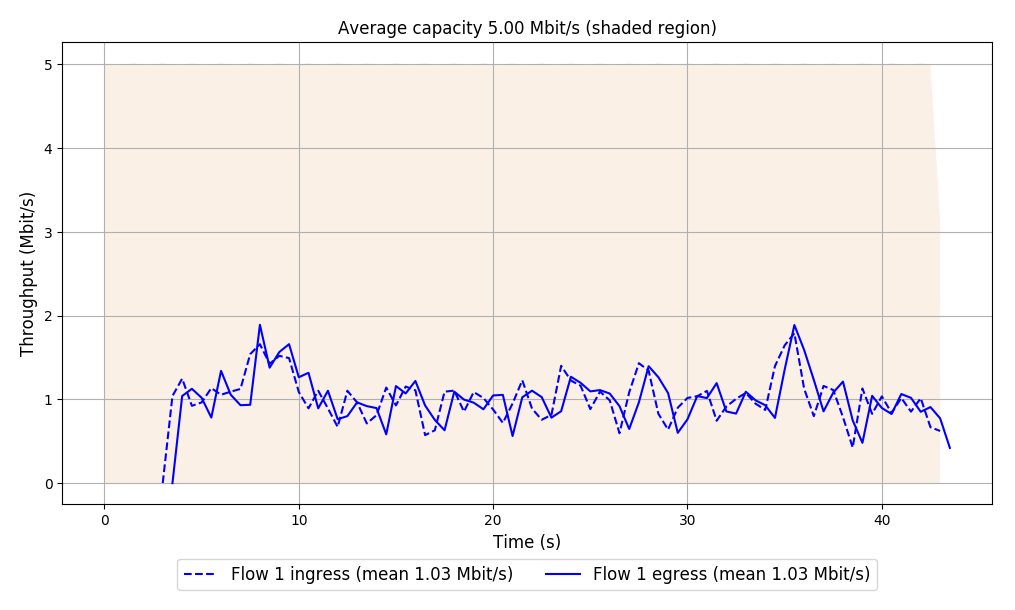 Average capacity 5.00 Mbit/s (shaded region)
5
4
3
2
1
0
Throughput (Mbit/s)
0 10 20 30 40
Time (s)
Flow 1 ingress (mean 1.03 Mbit/s) Flow 1 egress (mean 1.03 Mbit/s)